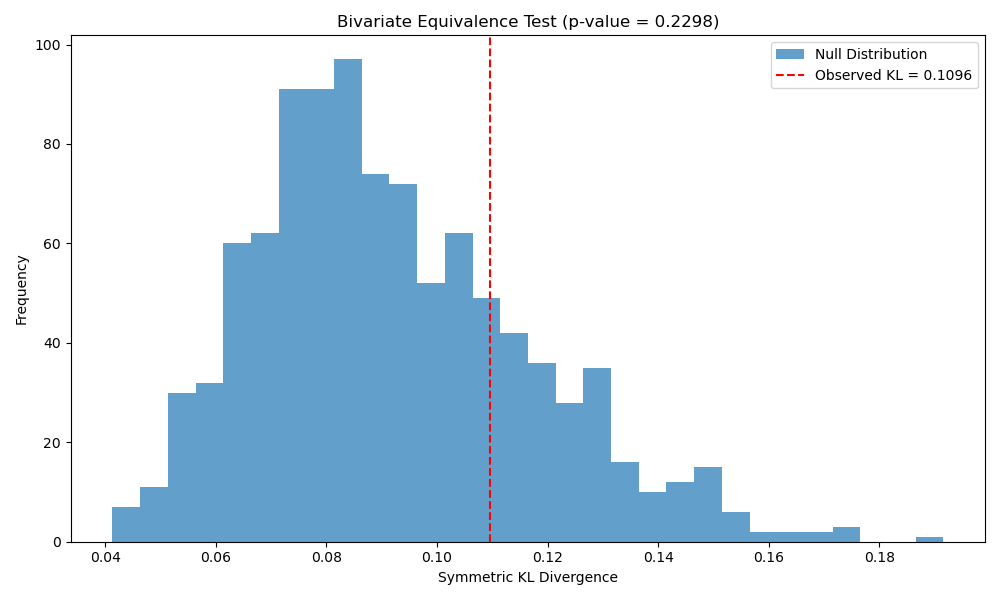 Bivariate Equivalence Test (p-value = 0.2298)
Null Distribution
Observed KL = 0.1096
Frequency
100
80
60
40
20
0
0.04 0.06 0.08 0.10 0.12 0.14 0.16 0.18
Symmetric KL Divergence